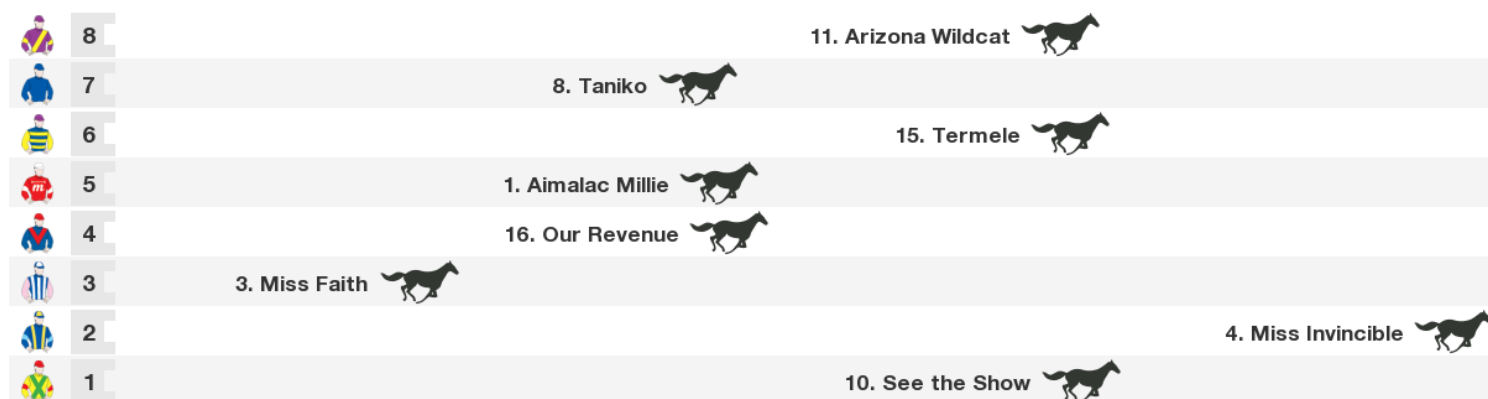 8 11. Arizona Wildcat
7 8. Taniko
6 15. Termele
m
5 1. Aimalac Millie
4 16. Our Revenue
3 3. Miss Faith
2 4. Miss Invincible
1 10. See the Show